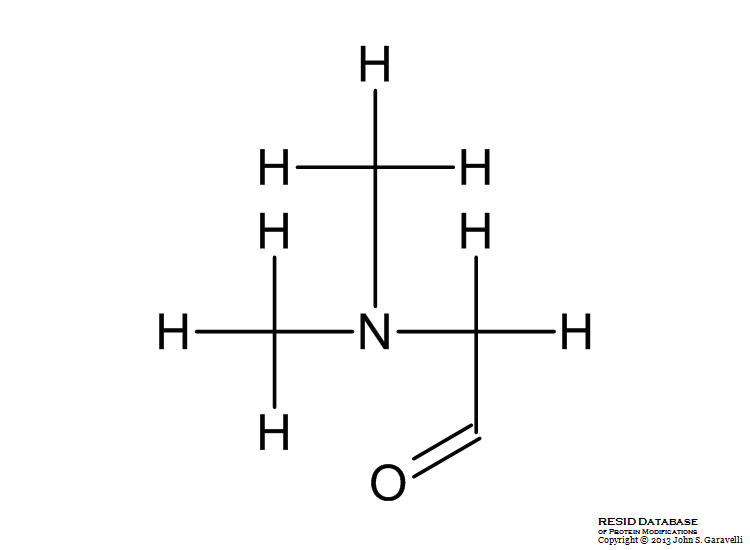 H
H H
H H
H N H
H
O
RESID DATABASE
OF PROTEIN MODIFICATIONS
Copyright © 2013 John S. Garavelli